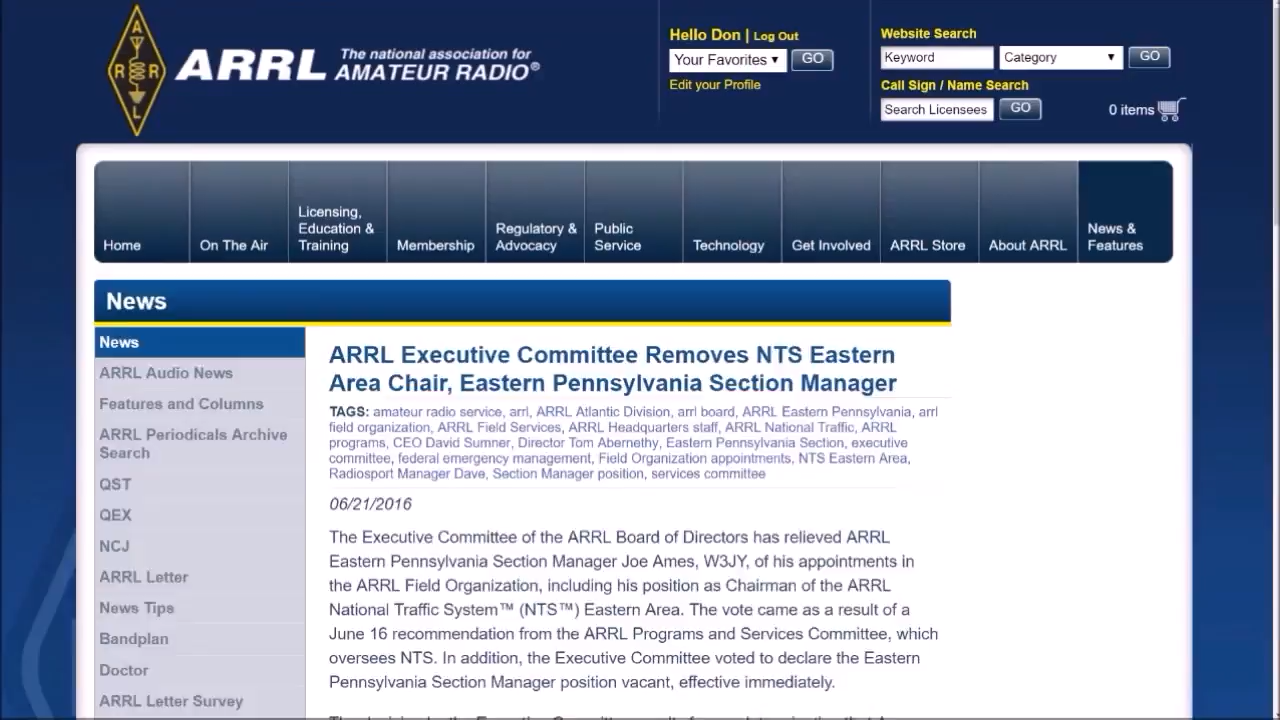 A
R R
L
ARRL The national association for
AMATEUR RADIO®
Hello Don | Log Out
Your Favorites ▼ GO
Edit your Profile
Website Search
Keyword Category ▼ GO
Call Sign / Name Search
Search Licensees GO
0 items
Home
On The Air
Licensing,
Education &
Training
Membership
Regulatory &
Advocacy
Public
Service
Technology
Get Involved
ARRL Store
About ARRL
News &
Features
News
News
ARRL Audio News
Features and Columns
ARRL Periodicals Archive
Search
QST
QEX
NCJ
ARRL Letter
News Tips
Bandplan
Doctor
ARRL Letter Survey
ARRL Executive Committee Removes NTS Eastern
Area Chair, Eastern Pennsylvania Section Manager
TAGS: amateur radio service, arrl, ARRL Atlantic Division, arrl board, ARRL Eastern Pennsylvania, arrl
field organization, ARRL Field Services, ARRL Headquarters staff, ARRL National Traffic, ARRL
programs, CEO David Sumner, Director Tom Abernethy, Eastern Pennsylvania Section, executive
committee, federal emergency management, Field Organization appointments, NTS Eastern Area,
Radiosport Manager Dave, Section Manager position, services committee
06/21/2016
The Executive Committee of the ARRL Board of Directors has relieved ARRL
Eastern Pennsylvania Section Manager Joe Ames, W3JY, of his appointments in
the ARRL Field Organization, including his position as Chairman of the ARRL
National Traffic System™ (NTS™) Eastern Area. The vote came as a result of a
June 16 recommendation from the ARRL Programs and Services Committee, which
oversees NTS. In addition, the Executive Committee voted to declare the Eastern
Pennsylvania Section Manager position vacant, effective immediately.